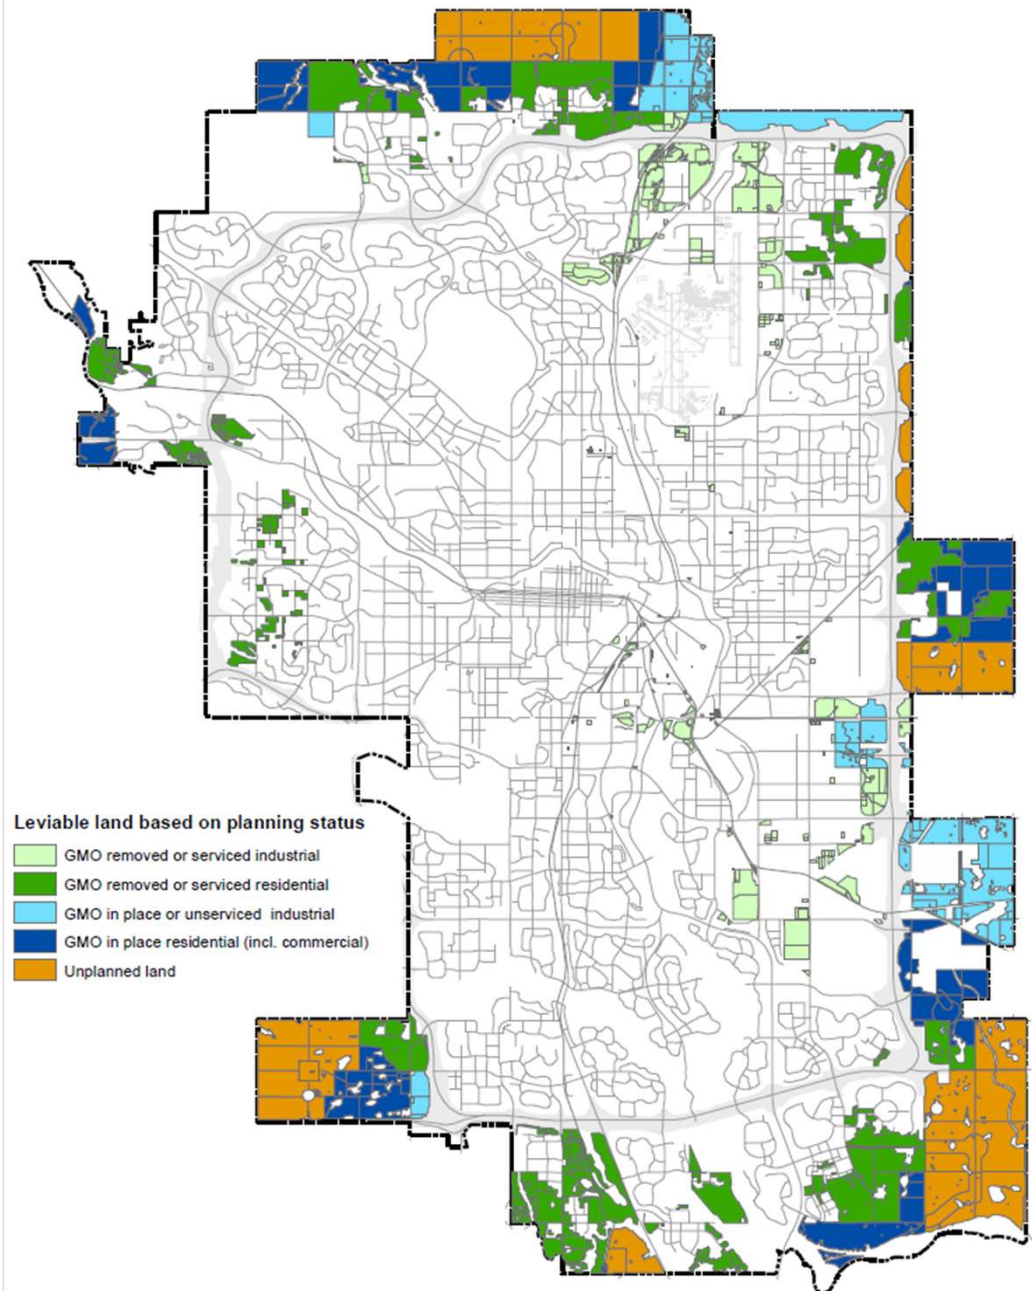 Leviable land based on planning status
GMO removed or serviced industrial
GMO removed or serviced residential
GMO in place or unserviced industrial
GMO in place residential (incl. commercial)
Unplanned land